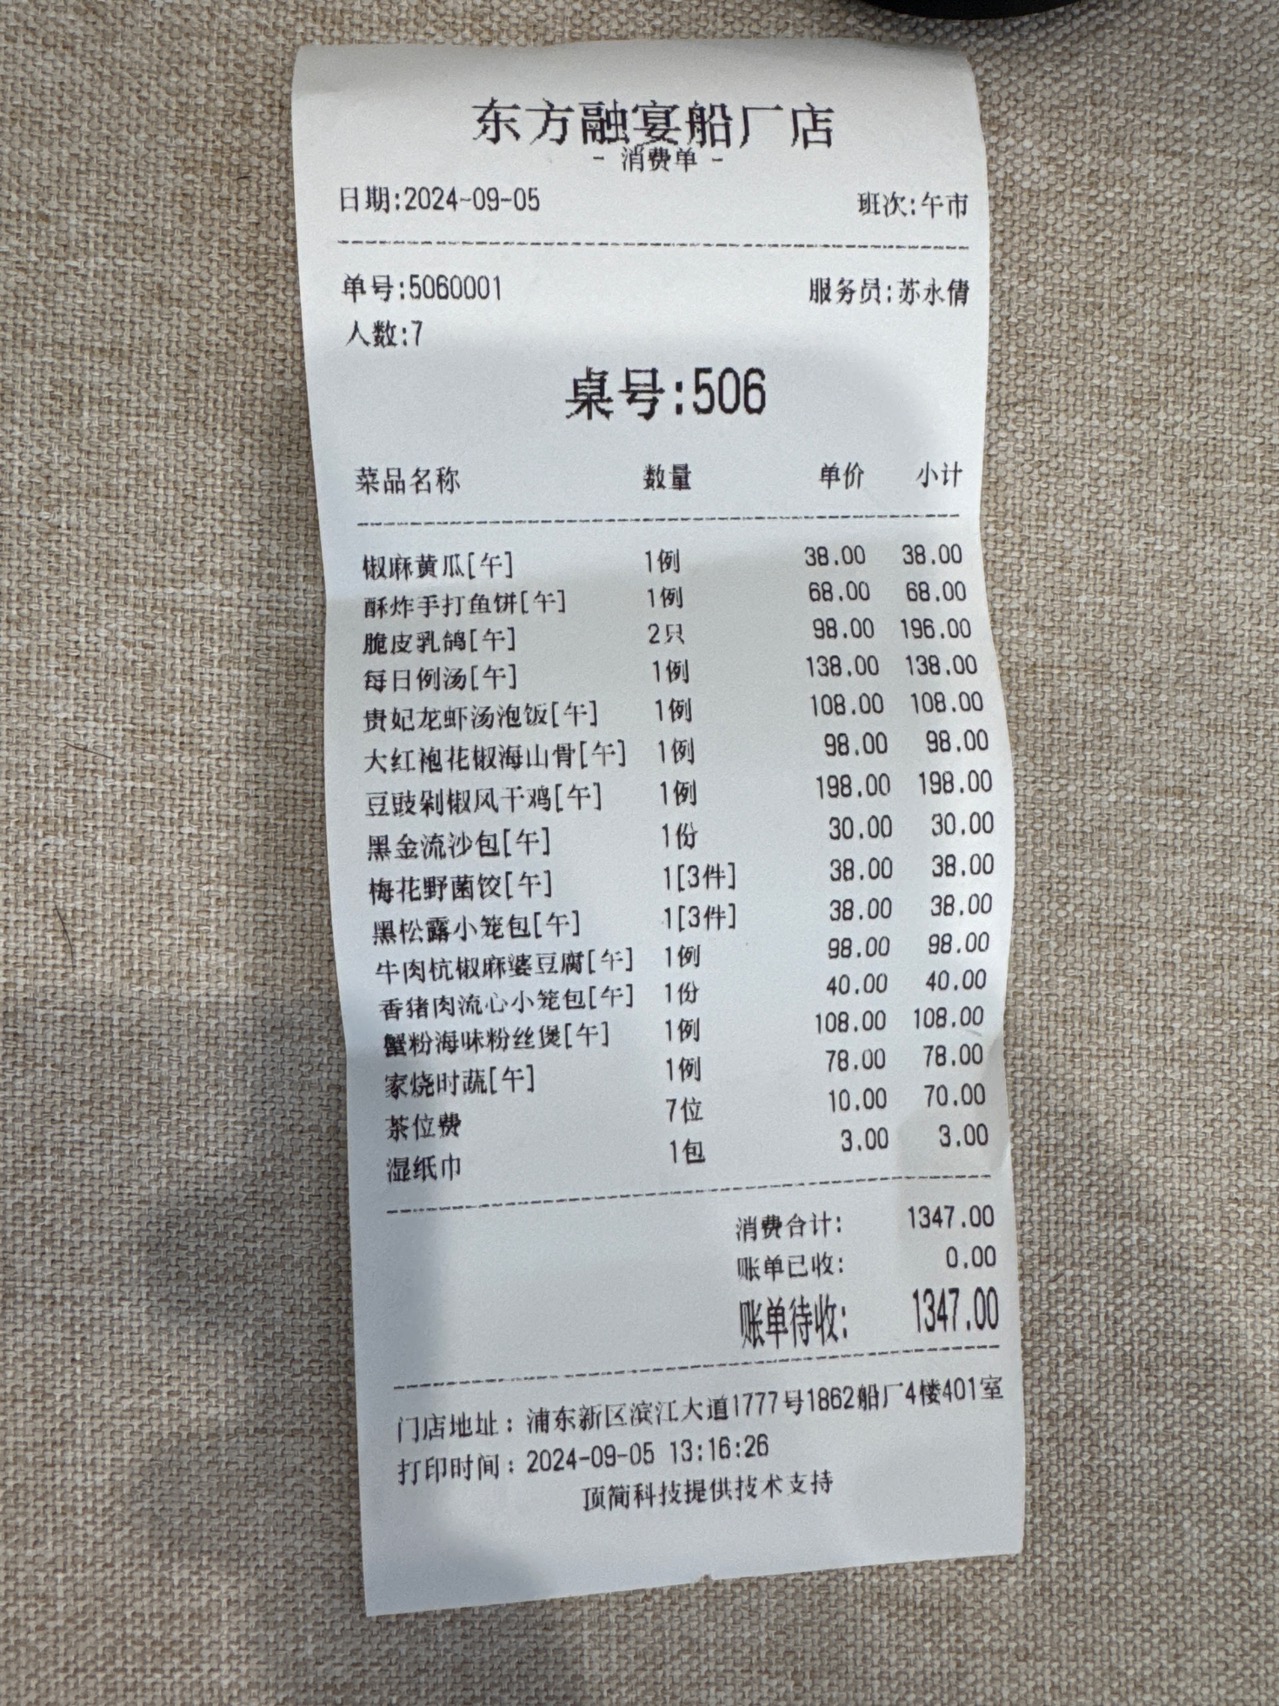 东方融宴船厂店
- 消费单 -
日期:2024-09-05 班次:午市
单号:5060001 服务员:苏永倩
人数:7
桌号:506
菜品名称 数量 单价 小计
椒麻黄瓜[午] 1例 38.00 38.00
酥炸手打鱼饼[午] 1例 68.00 68.00
脆皮乳鸽[午] 2只 98.00 196.00
每日例汤[午] 1例 138.00 138.00
贵妃龙虾汤泡饭[午] 1例 108.00 108.00
大红袍花椒海山骨[午] 1例 98.00 98.00
豆豉剁椒风干鸡[午] 1例 198.00 198.00
黑金流沙包[午] 1份 30.00 30.00
梅花野菌饺[午] 1[3件] 38.00 38.00
黑松露小笼包[午] 1[3件] 38.00 38.00
牛肉杭椒麻婆豆腐[午] 1例 98.00 98.00
香猪肉流心小笼包[午] 1份 40.00 40.00
蟹粉海味粉丝煲[午] 1例 108.00 108.00
家烧时蔬[午] 1例 78.00 78.00
茶位费 7位 10.00 70.00
湿纸巾 1包 3.00 3.00
消费合计: 1347.00
账单已收: 0.00
账单待收: 1347.00
门店地址：浦东新区滨江大道1777号1862船厂4楼401室
打印时间：2024-09-05 13:16:26
顶简科技提供技术支持